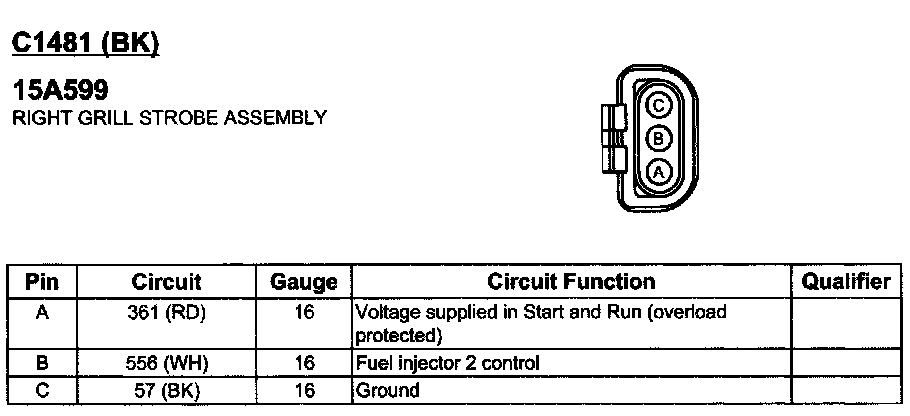 C1481 (BK)
15A599
RIGHT GRILL STROBE ASSEMBLY
C
B
A
Pin Circuit Gauge Circuit Function Qualifier
A 361 (RD) 16 Voltage supplied in Start and Run (overload
protected)
B 556 (WH) 16 Fuel injector 2 control
C 57 (BK) 16 Ground